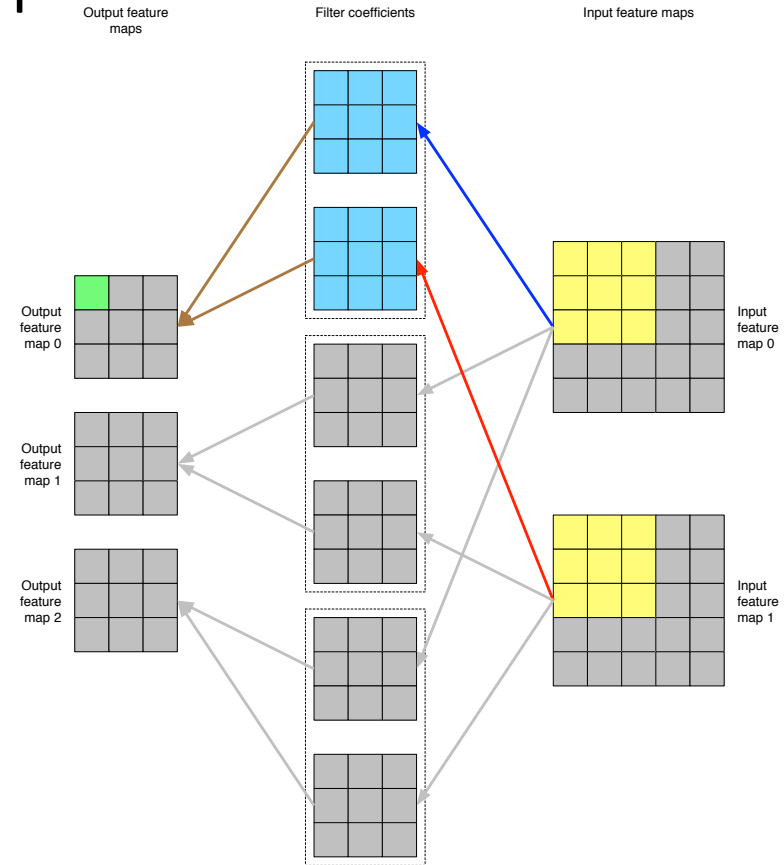 Output feature
maps
Filter coefficients
Input feature maps
Output
feature
map 0
Input
feature
map 0
Output
feature
map 1
Output
feature
map 2
Input
feature
map 1